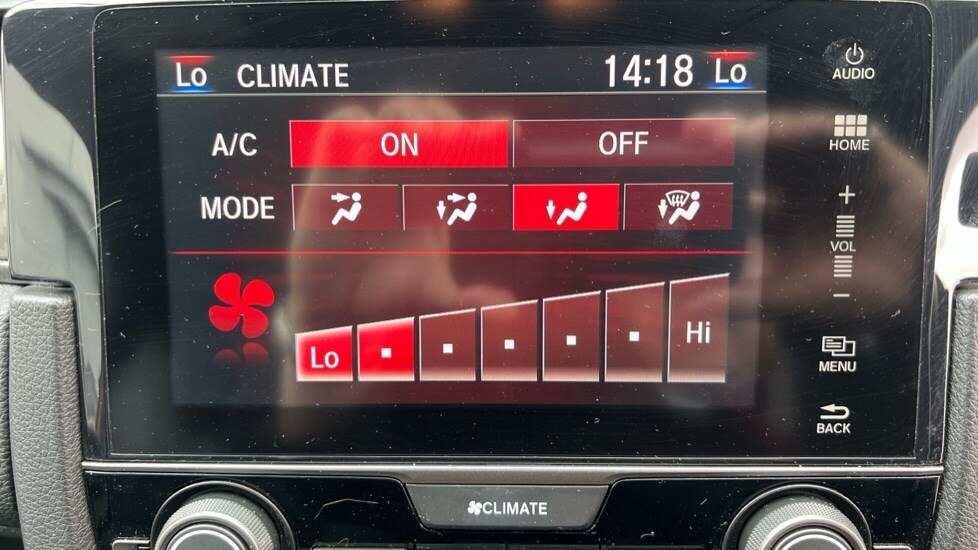 Lo CLIMATE 14:18 Lo
A/C ON OFF
MODE
Lo Hi
AUDIO
HOME
+
VOL
−
MENU
BACK
CLIMATE